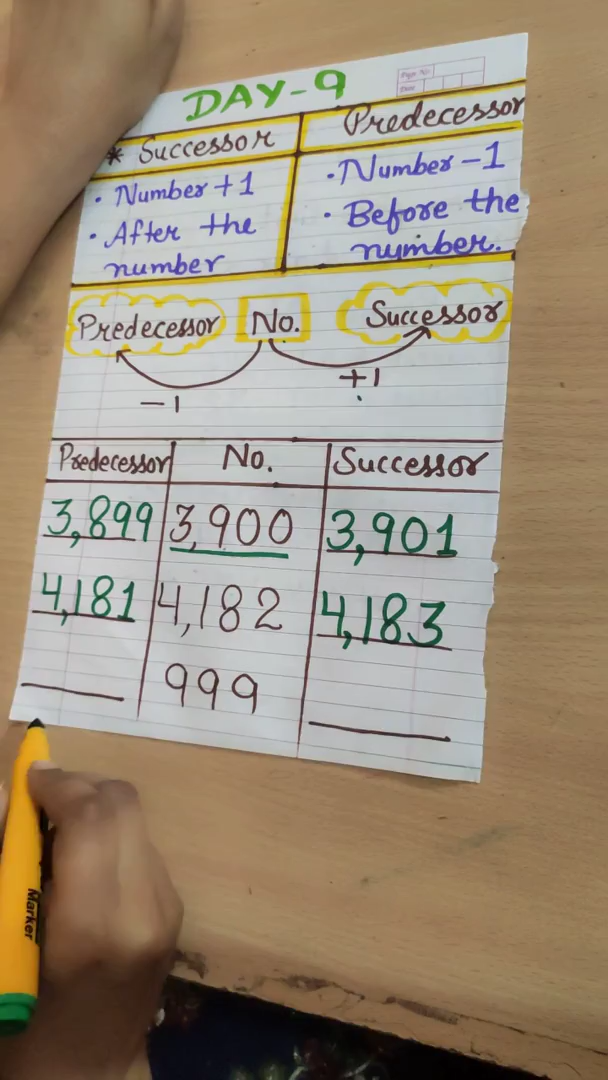 DAY-9
Page No
Date
* Successor Predecessor
• Number +1
• After the
number
• Number -1
• Before the
number.
Predecessor No. Successor
-1 +1
Predecessor No. Successor
3,899 3,900 3,901
4,181 4,182 4,183
999
Marker